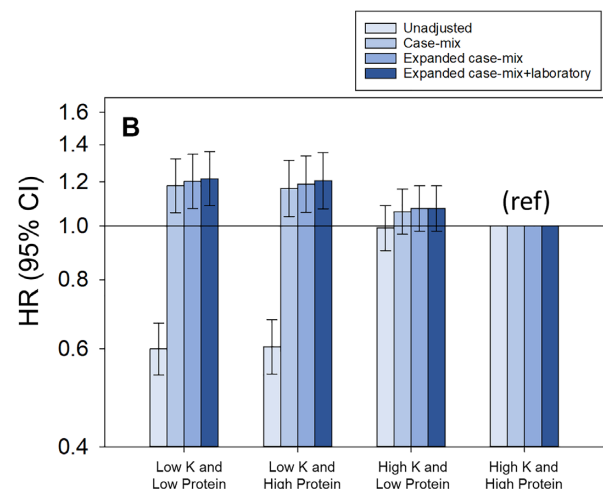 Unadjusted
Case-mix
Expanded case-mix
Expanded case-mix+laboratory
B
(ref)
HR (95% CI)
1.6
1.4
1.2
1.0
0.8
0.6
0.4
Low K and
Low Protein
Low K and
High Protein
High K and
Low Protein
High K and
High Protein